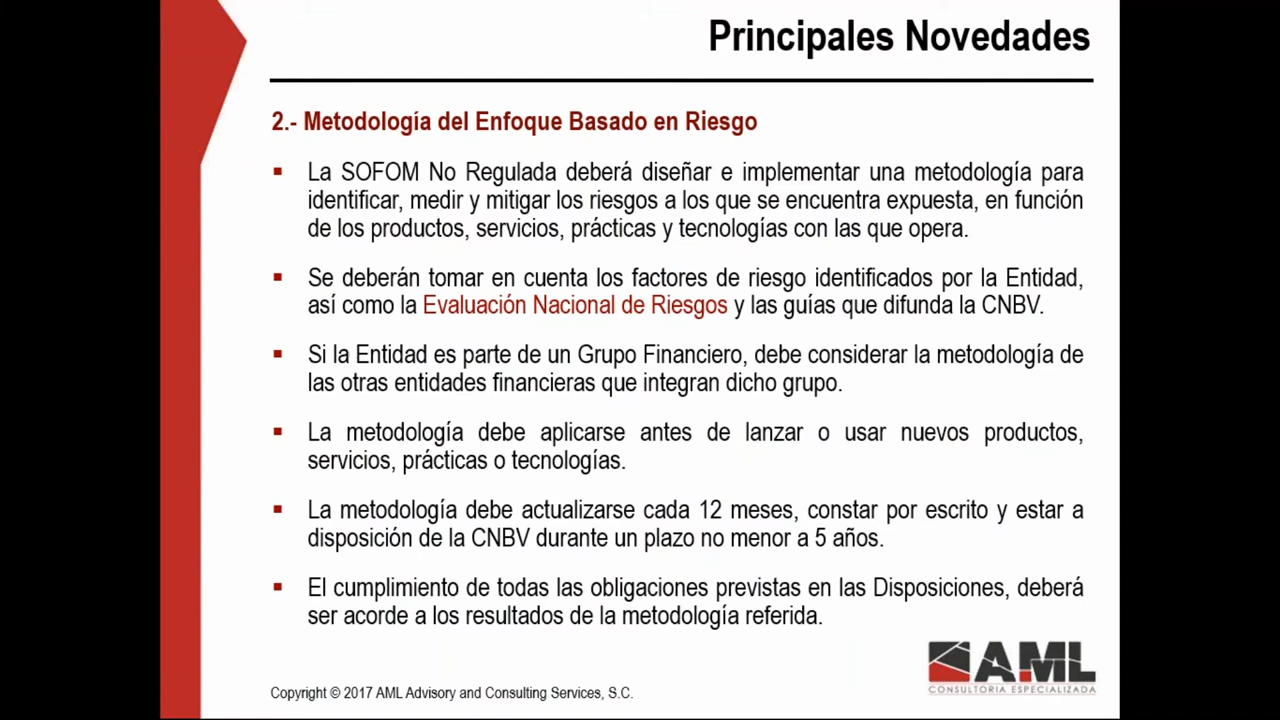 Principales Novedades
2.- Metodología del Enfoque Basado en Riesgo
▪ La SOFOM No Regulada deberá diseñar e implementar una metodología para
identificar, medir y mitigar los riesgos a los que se encuentra expuesta, en función
de los productos, servicios, prácticas y tecnologías con las que opera.
▪ Se deberán tomar en cuenta los factores de riesgo identificados por la Entidad,
así como la Evaluación Nacional de Riesgos y las guías que difunda la CNBV.
▪ Si la Entidad es parte de un Grupo Financiero, debe considerar la metodología de
las otras entidades financieras que integran dicho grupo.
▪ La metodología debe aplicarse antes de lanzar o usar nuevos productos,
servicios, prácticas o tecnologías.
▪ La metodología debe actualizarse cada 12 meses, constar por escrito y estar a
disposición de la CNBV durante un plazo no menor a 5 años.
▪ El cumplimiento de todas las obligaciones previstas en las Disposiciones, deberá
ser acorde a los resultados de la metodología referida.
AML
CONSULTORIA ESPECIALIZADA
Copyright © 2017 AML Advisory and Consulting Services, S.C.